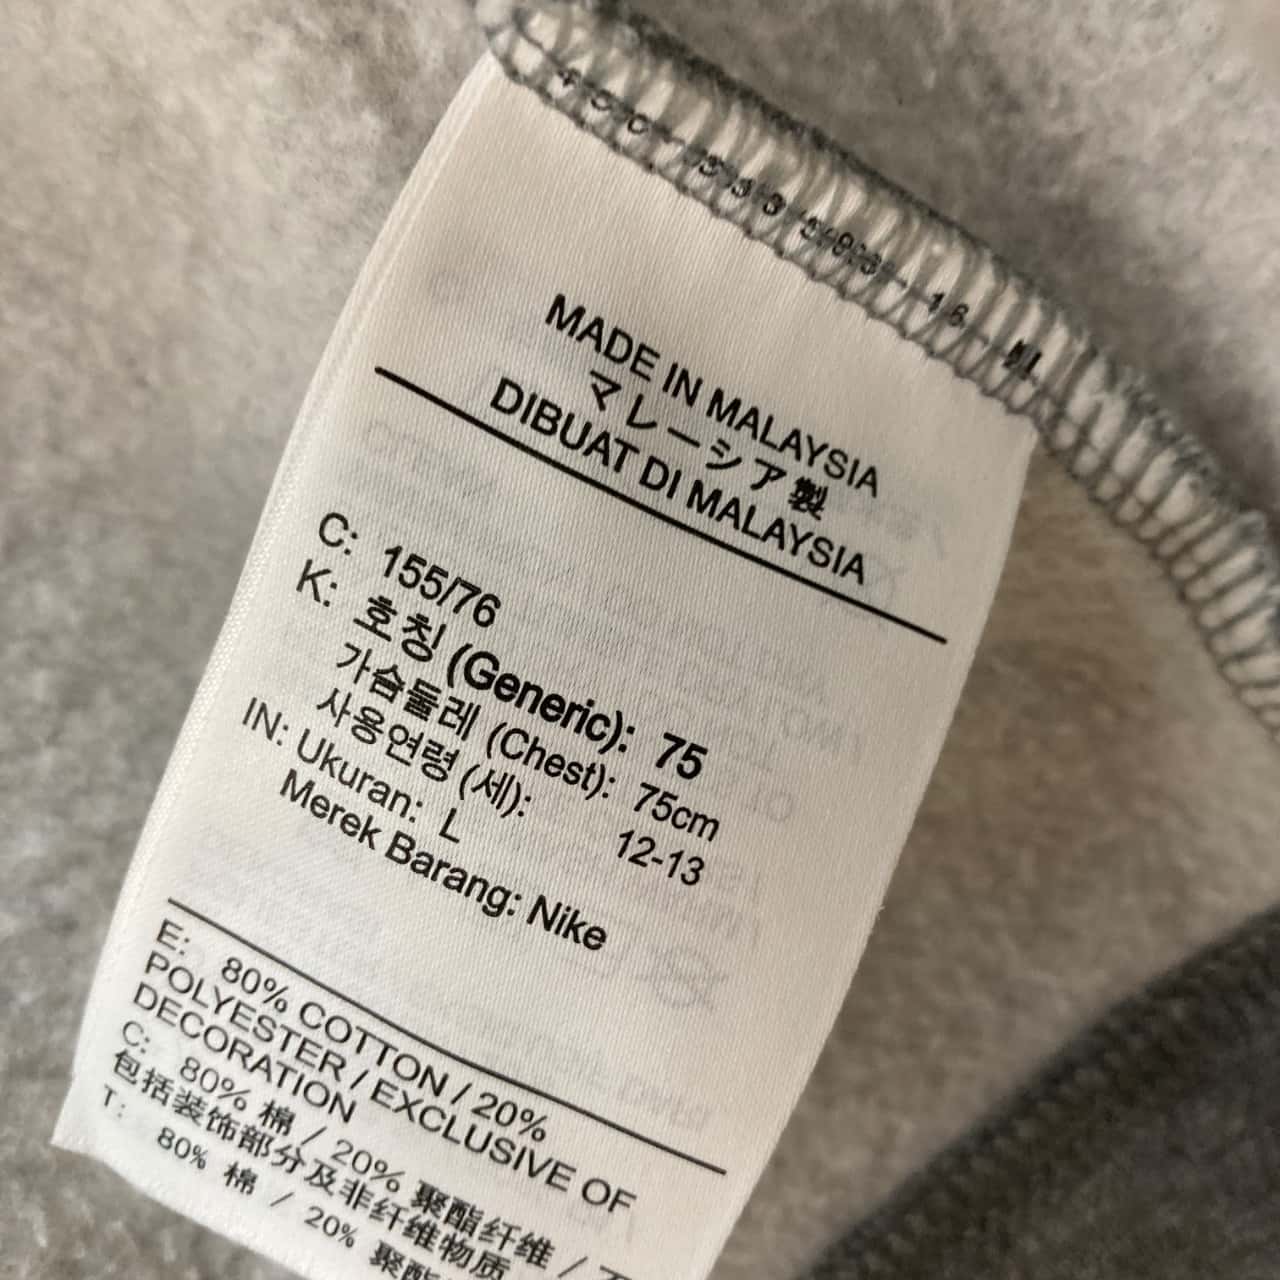 MADE IN MALAYSIA
マレーシア製
DIBUAT DI MALAYSIA
C: 155/76
K: 호칭 (Generic): 75
가슴둘레 (Chest): 75cm
사용연령 (세): 12-13
IN: Ukuran: L
Merek Barang: Nike
E: 80% COTTON / 20%
POLYESTER / EXCLUSIVE OF
DECORATION
C: 80% 棉 / 20% 聚酯纤维 / 不
包括装饰部分及非纤维物质
T: 80% 棉 / 20% 聚酯